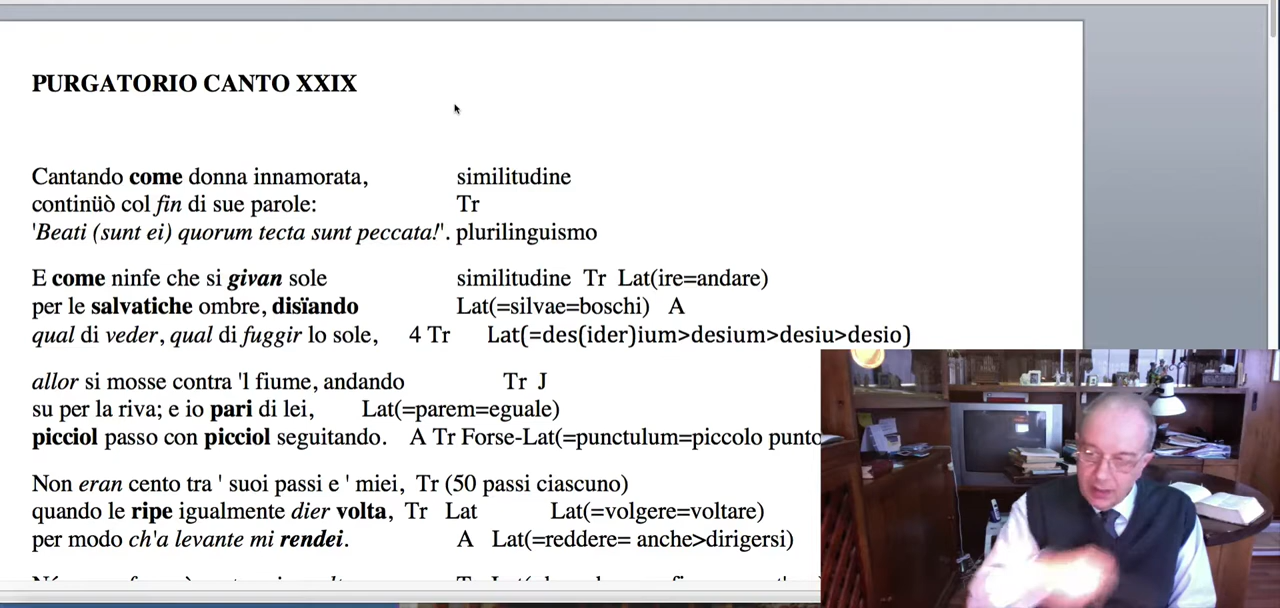 PURGATORIO CANTO XXIX
Cantando come donna innamorata, similitudine
continüò col fin di sue parole: Tr
'Beati (sunt ei) quorum tecta sunt peccata!'. plurilinguismo
E come ninfe che si givan sole similitudine Tr Lat(ire=andare)
per le salvatiche ombre, disïando Lat(=silvae=boschi) A
qual di veder, qual di fuggir lo sole, 4 Tr Lat(=des(ider)ium>desium>desiu>desio)
allor si mosse contra 'l fiume, andando Tr J
su per la riva; e io pari di lei, Lat(=parem=eguale)
picciol passo con picciol seguitando. A Tr Forse-Lat(=punctulum=piccolo punto
Non eran cento tra ' suoi passi e ' miei, Tr (50 passi ciascuno)
quando le ripe igualmente dier volta, Tr Lat Lat(=volgere=voltare)
per modo ch'a levante mi rendei. A Lat(=reddere= anche>dirigersi)